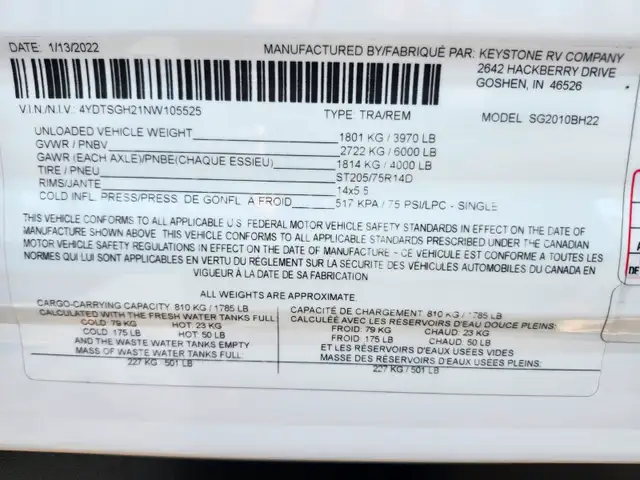 DATE: 1/13/2022
MANUFACTURED BY/FABRIQUÉ PAR: KEYSTONE RV COMPANY
2642 HACKBERRY DRIVE
GOSHEN, IN 46526
V.I.N./N.I.V: 4YDTSGH21NW105525 TYPE: TRA/REM MODEL: SG2010BH22
UNLOADED VEHICLE WEIGHT 1801 KG / 3970 LB
GVWR / PNBV 2722 KG / 6000 LB
GAWR (EACH AXLE)/PNBE(CHAQUE ESSIEU) 1814 KG / 4000 LB
TIRE / PNEU ST205/75R14D
RIMS/JANTE 14x5.5
COLD INFL. PRESS/PRESS. DE GONFL. A FROID 517 KPA / 75 PSI/LPC - SINGLE
THIS VEHICLE CONFORMS TO ALL APPLICABLE U.S. FEDERAL MOTOR VEHICLE SAFETY STANDARDS IN EFFECT ON THE DATE OF
MANUFACTURE SHOWN ABOVE. THIS VEHICLE CONFORMS TO ALL APPLICABLE STANDARDS PRESCRIBED UNDER THE CANADIAN
MOTOR VEHICLE SAFETY REGULATIONS IN EFFECT ON THE DATE OF MANUFACTURE - CE VÉHICULE EST CONFORME A TOUTES LES
NORMES QUI LUI SONT APPLICABLES EN VERTU DU RÈGLEMENT SUR LA SECURITE DES VÉHICULES AUTOMOBILES DU CANADA EN
VIGUEUR À LA DATE DE SA FABRICATION
ALL WEIGHTS ARE APPROXIMATE.
CARGO-CARRYING CAPACITY 810 KG / 1785 LB
CALCULATED WITH THE FRESH WATER TANKS FULL
COLD 79 KG HOT: 23 KG
COLD 175 LB HOT: 50 LB
AND THE WASTE WATER TANKS EMPTY
MASS OF WASTE WATER TANKS FULL
227 KG / 501 LB
CAPACITÉ DE CHARGEMENT: 810 KG / 1785 LB
CALCULÉE AVEC LES RÉSERVOIRS D'EAU DOUCE PLEINS:
FROID: 79 KG CHAUD: 23 KG
FROID: 175 LB CHAUD: 50 LB
ET LES RÉSERVOIRS D'EAUX USÉES VIDES
MASSE DES RÉSERVOIRS D'EAUX USÉES PLEINS:
227 KG / 501 LB
DE